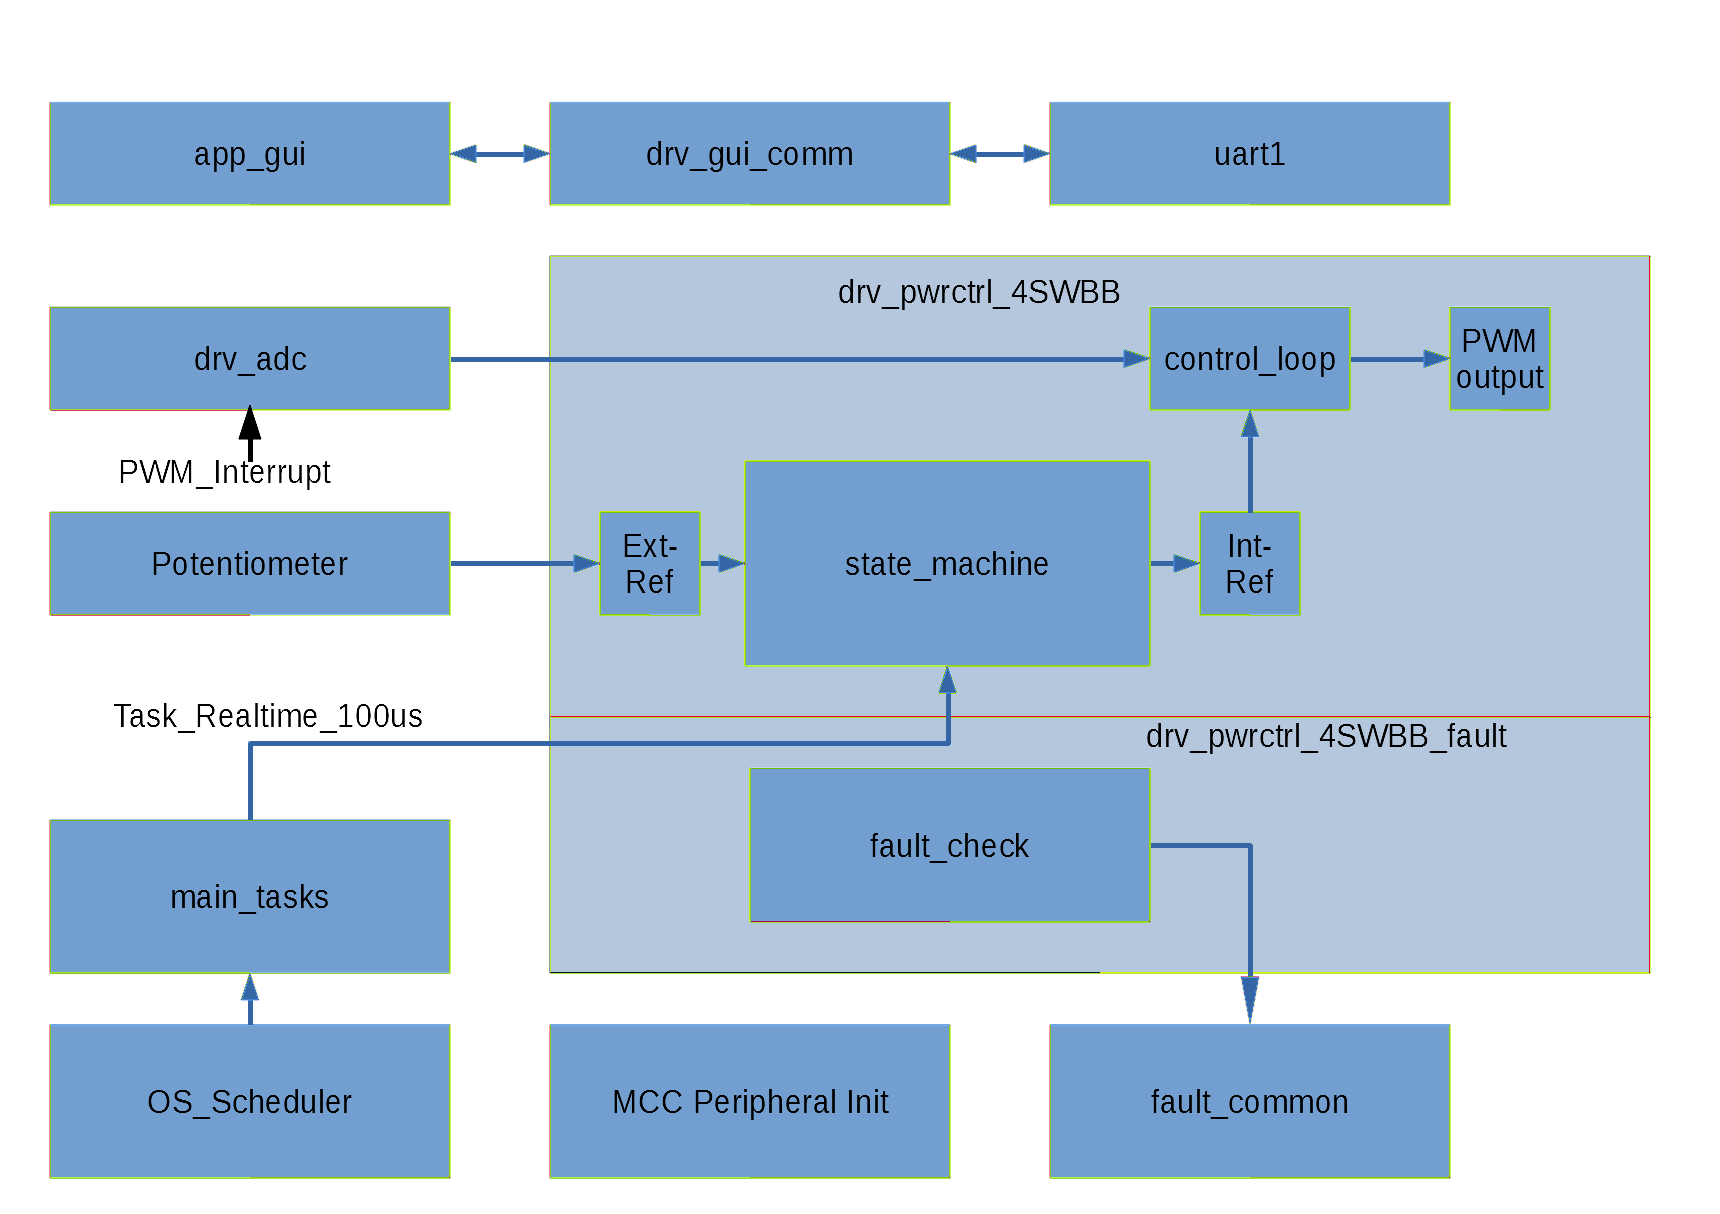 app_gui
drv_gui_comm
uart1
drv_pwrctrl_4SWBB
drv_adc
control_loop
PWM
output
PWM_Interrupt
Potentiometer
Ext-
Ref
state_machine
Int-
Ref
Task_Realtime_100us
drv_pwrctrl_4SWBB_fault
fault_check
main_tasks
OS_Scheduler
MCC Peripheral Init
fault_common